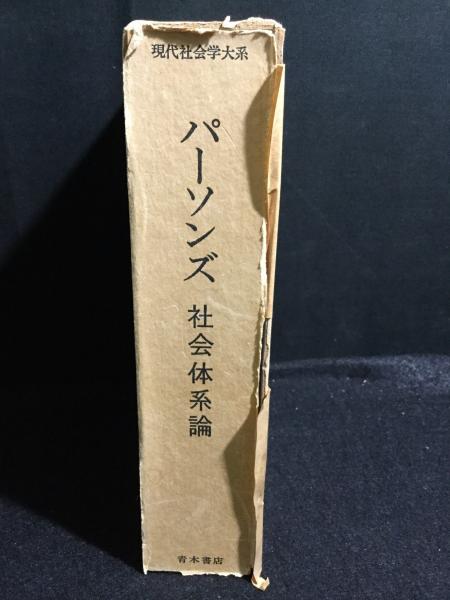 現代社会学大系
パーソンズ 社会体系論
青木書店